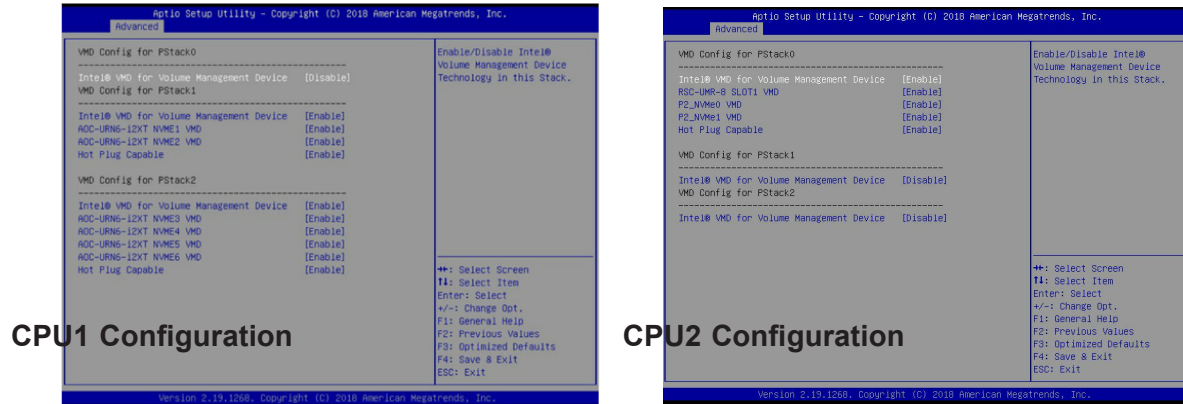 Aptio Setup Utility – Copyright (C) 2018 American Megatrends, Inc.
Advanced
VMD Config for PStack0
Intel® VMD for Volume Management Device [Disable]
VMD Config for PStack1
Intel® VMD for Volume Management Device [Enable]
AOC-URN6-i2XT NVME1 VMD [Enable]
AOC-URN6-i2XT NVME2 VMD [Enable]
Hot Plug Capable [Enable]
VMD Config for PStack2
Intel® VMD for Volume Management Device [Enable]
AOC-URN6-i2XT NVME3 VMD [Enable]
AOC-URN6-i2XT NVME4 VMD [Enable]
AOC-URN6-i2XT NVME5 VMD [Enable]
AOC-URN6-i2XT NVME6 VMD [Enable]
Hot Plug Capable [Enable]
Enable/Disable Intel®
Volume Management Device
Technology in this Stack.
→←: Select Screen
↑↓: Select Item
Enter: Select
+/-: Change Opt.
F1: General Help
F2: Previous Values
F3: Optimized Defaults
F4: Save & Exit
ESC: Exit
Version 2.19.1268. Copyright (C) 2018 American Megatrends, Inc.
CPU1 Configuration
Aptio Setup Utility – Copyright (C) 2018 American Megatrends, Inc.
Advanced
VMD Config for PStack0
Intel® VMD for Volume Management Device [Enable]
RSC-UMR-8 SLOT1 VMD [Enable]
P2_NVMe0 VMD [Enable]
P2_NVMe1 VMD [Enable]
Hot Plug Capable [Enable]
VMD Config for PStack1
Intel® VMD for Volume Management Device [Disable]
VMD Config for PStack2
Intel® VMD for Volume Management Device [Disable]
Enable/Disable Intel®
Volume Management Device
Technology in this Stack.
→←: Select Screen
↑↓: Select Item
Enter: Select
+/-: Change Opt.
F1: General Help
F2: Previous Values
F3: Optimized Defaults
F4: Save & Exit
ESC: Exit
Version 2.19.1268. Copyright (C) 2018 American Megatrends, Inc.
CPU2 Configuration